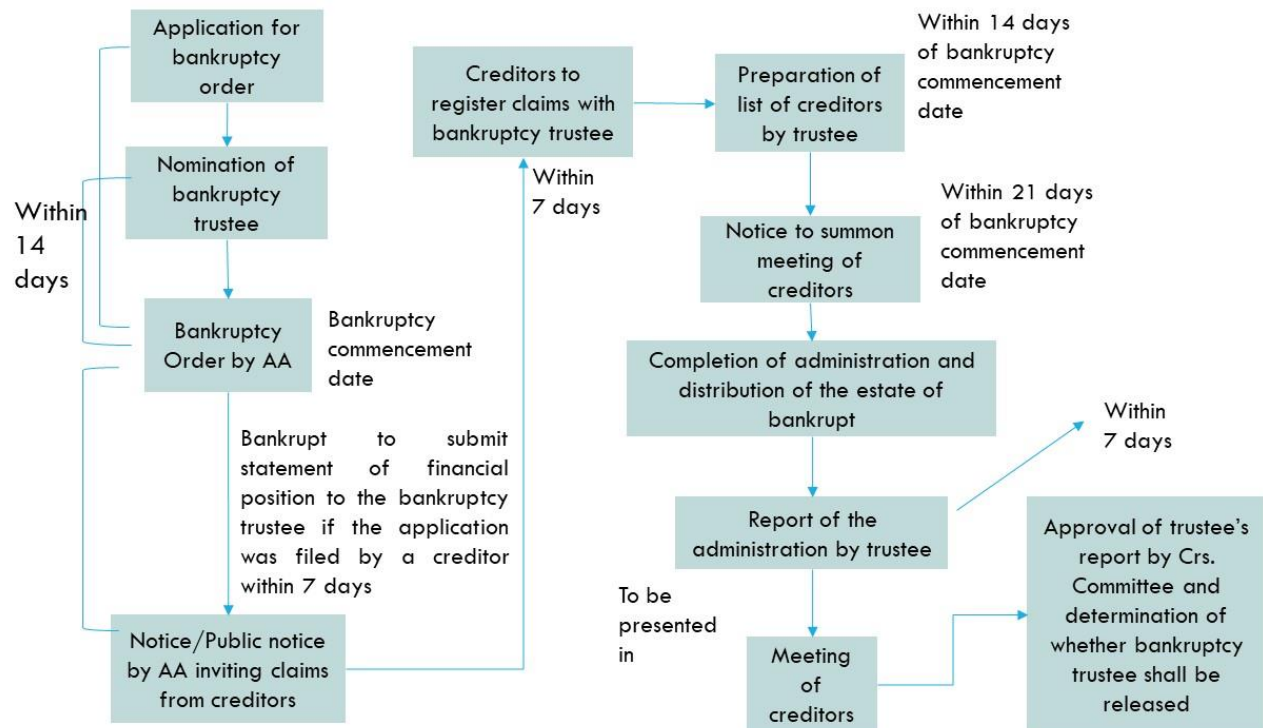 Application for
bankruptcy
order
Nomination of
bankruptcy
trustee
Within
14
days
Bankruptcy
Order by AA
Bankruptcy
commencement
date
Bankrupt to submit
statement of financial
position to the bankruptcy
trustee if the application
was filed by a creditor
within 7 days
Notice/Public notice
by AA inviting claims
from creditors
Creditors to
register claims with
bankruptcy trustee
Within
7 days
Preparation of
list of creditors
by trustee
Within 14 days
of bankruptcy
commencement
date
Notice to summon
meeting of
creditors
Within 21 days
of bankruptcy
commencement
date
Completion of administration and
distribution of the estate of
bankrupt
Within
7 days
Report of the
administration by trustee
To be
presented
in
Meeting
of
creditors
Approval of trustee's
report by Crs.
Committee and
determination of
whether bankruptcy
trustee shall be
released